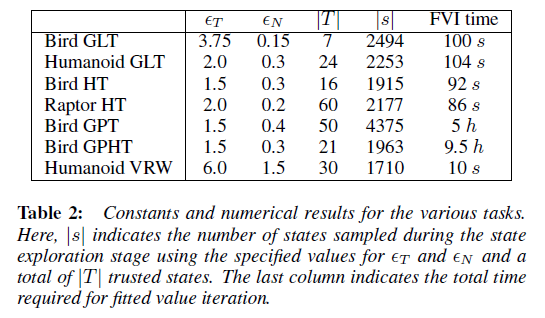 ϵT ϵN |T| |s| FVI time
Bird GLT 3.75 0.15 7 2494 100 s
Humanoid GLT 2.0 0.3 24 2253 104 s
Bird HT 1.5 0.3 16 1915 92 s
Raptor HT 2.0 0.2 60 2177 86 s
Bird GPT 1.5 0.4 50 4375 5 h
Bird GPHT 1.5 0.3 21 1963 9.5 h
Humanoid VRW 6.0 1.5 30 1710 10 s
Table 2: Constants and numerical results for the various tasks.
Here, |s| indicates the number of states sampled during the state
exploration stage using the specified values for ϵT and ϵN and a
total of |T| trusted states. The last column indicates the total time
required for fitted value iteration.